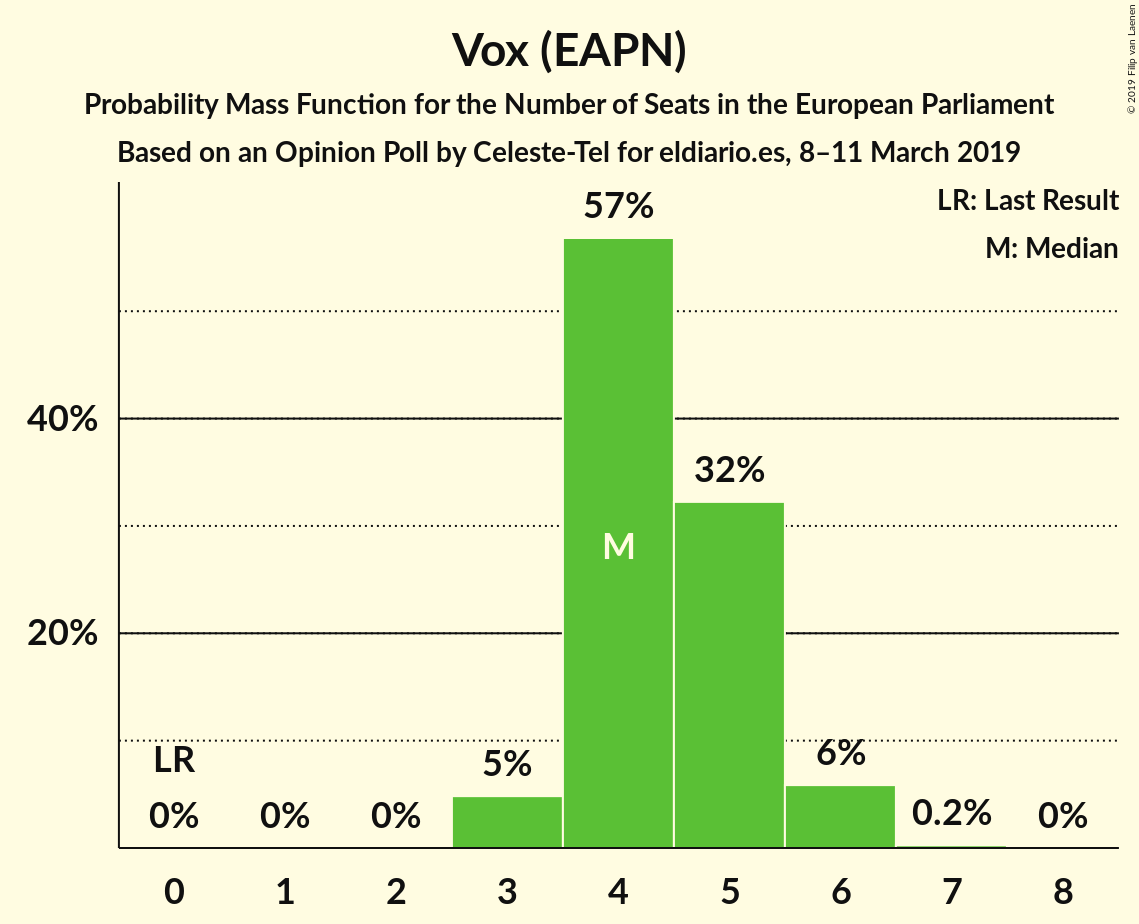 Vox (EAPN)
Probability Mass Function for the Number of Seats in the European Parliament
Based on an Opinion Poll by Celeste-Tel for eldiario.es, 8–11 March 2019
© 2019 Filip van Laenen
LR: Last Result
M: Median
57%
40%
32%
M
20%
LR
5%
6%
0%
0%
0%
0.2%
0%
0 1 2 3 4 5 6 7 8